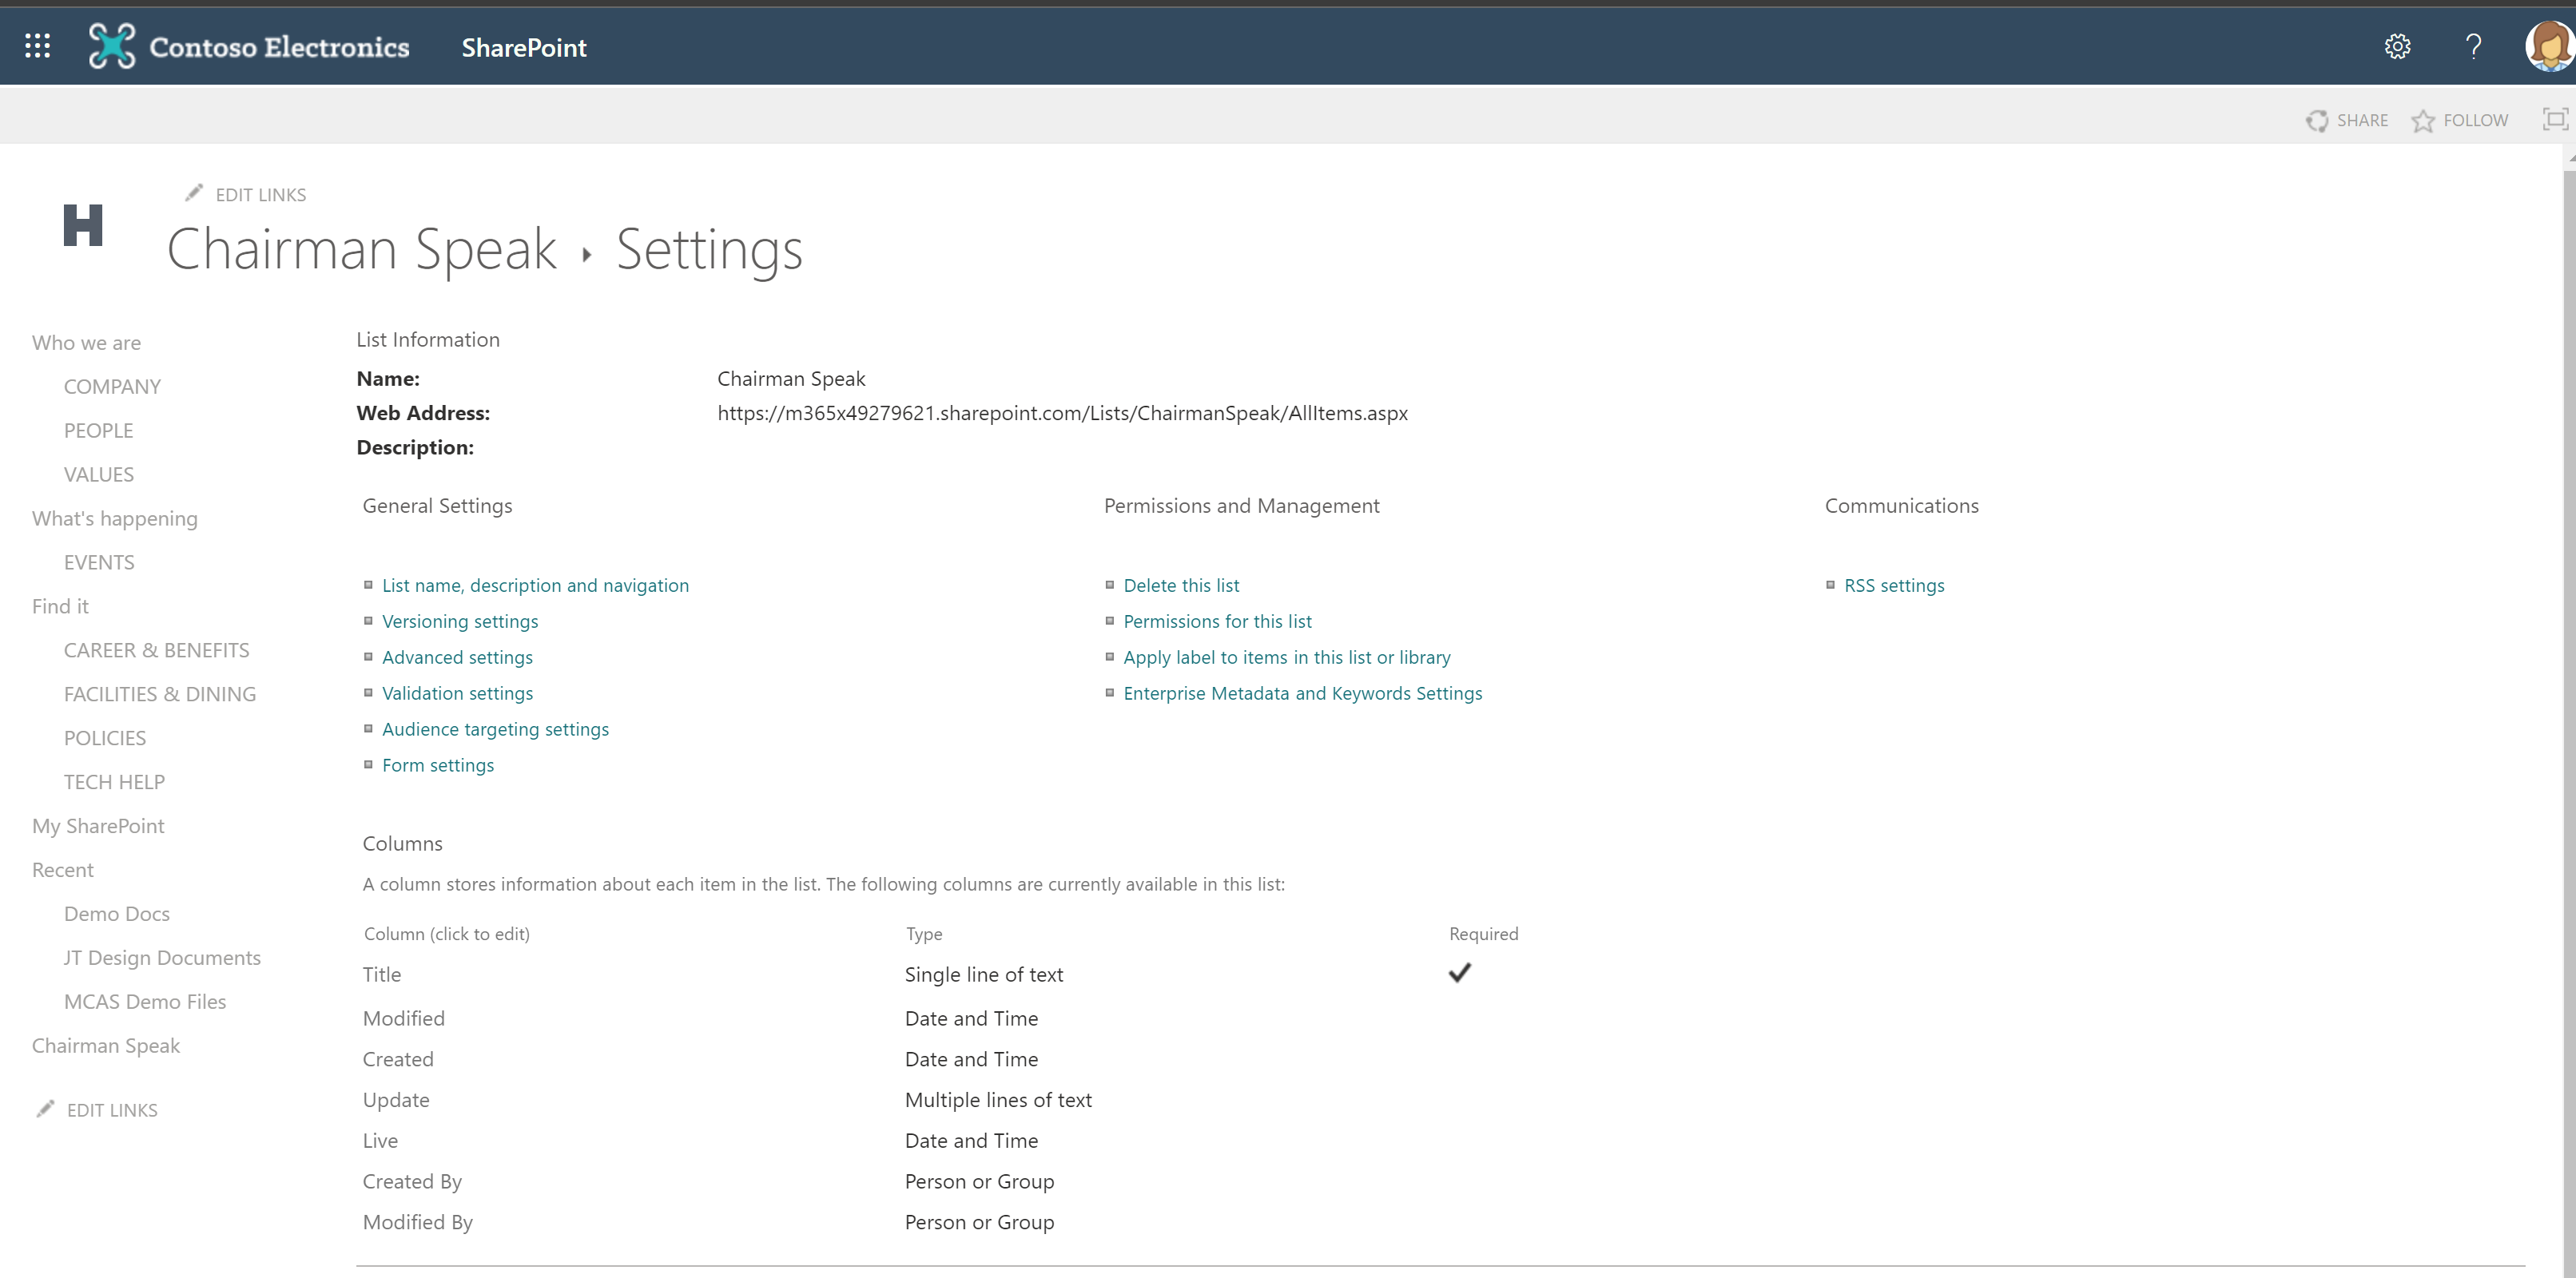 Contoso Electronics
SharePoint
?
SHARE
FOLLOW
EDIT LINKS
H
Chairman Speak ▸ Settings
Who we are
COMPANY
PEOPLE
VALUES
What's happening
EVENTS
Find it
CAREER & BENEFITS
FACILITIES & DINING
POLICIES
TECH HELP
My SharePoint
Recent
Demo Docs
JT Design Documents
MCAS Demo Files
Chairman Speak
EDIT LINKS
List Information
Name: Chairman Speak
Web Address: https://m365x49279621.sharepoint.com/Lists/ChairmanSpeak/AllItems.aspx
Description:
General Settings
List name, description and navigation
Versioning settings
Advanced settings
Validation settings
Audience targeting settings
Form settings
Permissions and Management
Delete this list
Permissions for this list
Apply label to items in this list or library
Enterprise Metadata and Keywords Settings
Communications
RSS settings
Columns
A column stores information about each item in the list. The following columns are currently available in this list:
Column (click to edit) Type Required
Title Single line of text
Modified Date and Time
Created Date and Time
Update Multiple lines of text
Live Date and Time
Created By Person or Group
Modified By Person or Group